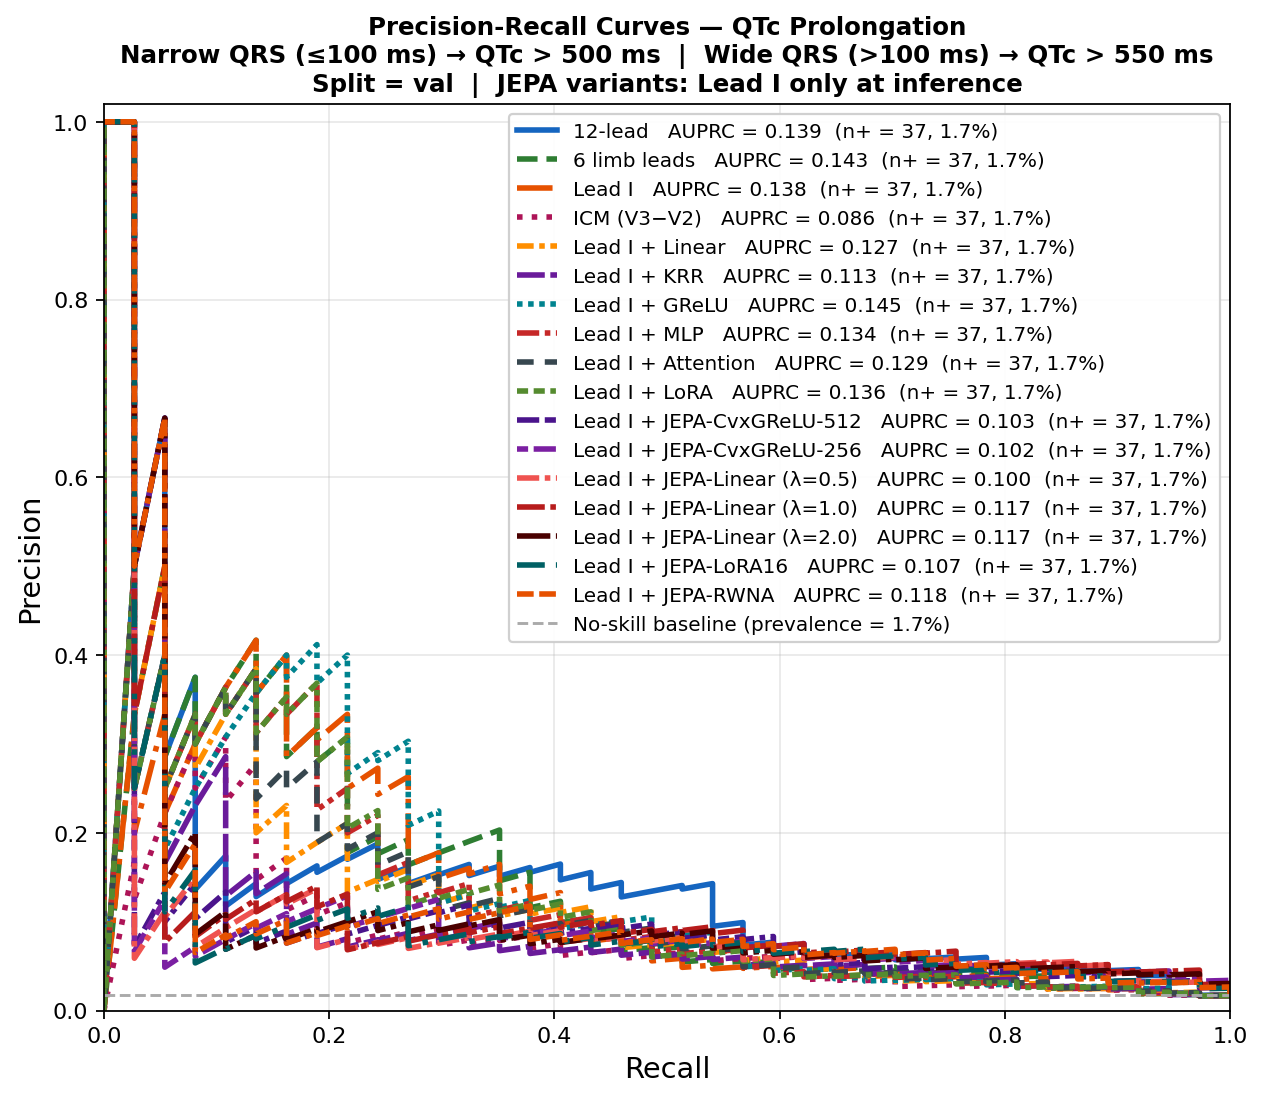 Precision-Recall Curves — QTc Prolongation
Narrow QRS (≤100 ms) → QTc > 500 ms | Wide QRS (>100 ms) → QTc > 550 ms
Split = val | JEPA variants: Lead I only at inference
12-lead AUPRC = 0.139 (n+ = 37, 1.7%)
6 limb leads AUPRC = 0.143 (n+ = 37, 1.7%)
Lead I AUPRC = 0.138 (n+ = 37, 1.7%)
ICM (V3−V2) AUPRC = 0.086 (n+ = 37, 1.7%)
Lead I + Linear AUPRC = 0.127 (n+ = 37, 1.7%)
Lead I + KRR AUPRC = 0.113 (n+ = 37, 1.7%)
Lead I + GReLU AUPRC = 0.145 (n+ = 37, 1.7%)
Lead I + MLP AUPRC = 0.134 (n+ = 37, 1.7%)
Lead I + Attention AUPRC = 0.129 (n+ = 37, 1.7%)
Lead I + LoRA AUPRC = 0.136 (n+ = 37, 1.7%)
Lead I + JEPA-CvxGReLU-512 AUPRC = 0.103 (n+ = 37, 1.7%)
Lead I + JEPA-CvxGReLU-256 AUPRC = 0.102 (n+ = 37, 1.7%)
Lead I + JEPA-Linear (λ=0.5) AUPRC = 0.100 (n+ = 37, 1.7%)
Lead I + JEPA-Linear (λ=1.0) AUPRC = 0.117 (n+ = 37, 1.7%)
Lead I + JEPA-Linear (λ=2.0) AUPRC = 0.117 (n+ = 37, 1.7%)
Lead I + JEPA-LoRA16 AUPRC = 0.107 (n+ = 37, 1.7%)
Lead I + JEPA-RWNA AUPRC = 0.118 (n+ = 37, 1.7%)
No-skill baseline (prevalence = 1.7%)
Precision
1.0
0.8
0.6
0.4
0.2
0.0
0.0 0.2 0.4 0.6 0.8 1.0
Recall